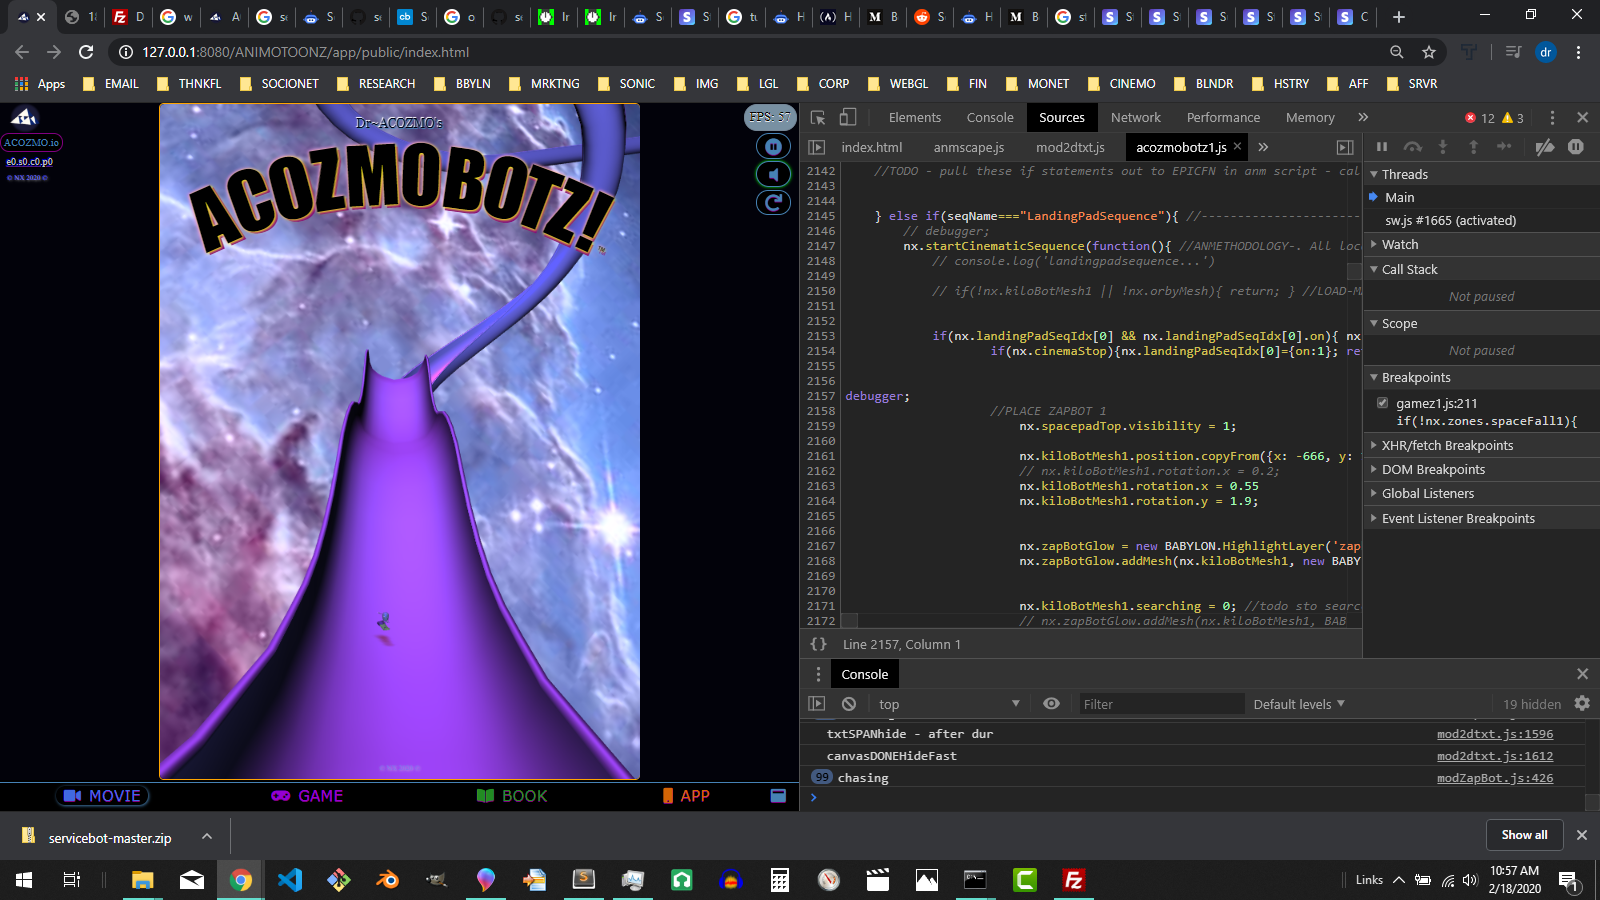 18
D
w
A
se
S
se
S
o
se
Ir
Ir
S
S
tu
H
H
B
S
H
B
st
S
S
S
S
S
C
127.0.0.1:8080/ANIMOTOONZ/app/public/index.html
dr
Apps
EMAIL
THNKFL
SOCIONET
RESEARCH
BBYLN
MRKTNG
SONIC
IMG
LGL
CORP
WEBGL
FIN
MONET
CINEMO
BLNDR
HSTRY
AFF
SRVR
ACOZMO.io
e0.s0.c0.p0
© NX 2020 ©
Dr~ACOZMO's
ACOZMOBOTZ!
FPS: 57
© NX 2020 ©
MOVIE
GAME
BOOK
APP
Elements
Console
Sources
Network
Performance
Memory
12
3
index.html
anmscape.js
mod2dtxt.js
acozmobotz1.js
2142 //TODO - pull these if statements out to EPICFN in anm script - cal
2143
2144
2145 } else if(seqName==="LandingPadSequence"){ //----------------------
2146 // debugger;
2147 nx.startCinematicSequence(function(){ //ANMETHODOLOGY-. All loc
2148 // console.log('landingpadsequence...')
2149
2150 // if(!nx.kiloBotMesh1 || !nx.orbyMesh){ return; } //LOAD-M
2151
2152
2153 if(nx.landingPadSeqIdx[0] && nx.landingPadSeqIdx[0].on){ nx
2154 if(nx.cinemaStop){nx.landingPadSeqIdx[0]={on:1}; re
2155
2156
2157 debugger;
2158 //PLACE ZAPBOT 1
2159 nx.spacepadTop.visibility = 1;
2160
2161 nx.kiloBotMesh1.position.copyFrom({x: -666, y:
2162 // nx.kiloBotMesh1.rotation.x = 0.2;
2163 nx.kiloBotMesh1.rotation.x = 0.55
2164 nx.kiloBotMesh1.rotation.y = 1.9;
2165
2166
2167 nx.zapBotGlow = new BABYLON.HighlightLayer('zap
2168 nx.zapBotGlow.addMesh(nx.kiloBotMesh1, new BABY
2169
2170
2171 nx.kiloBotMesh1.searching = 0; //todo sto searc
2172 // nx.zapBotGlow.addMesh(nx.kiloBotMesh1, BAB
{} Line 2157, Column 1
Threads
Main
sw.js #1665 (activated)
Watch
Call Stack
Not paused
Scope
Not paused
Breakpoints
gamez1.js:211
if(!nx.zones.spaceFall1){
XHR/fetch Breakpoints
DOM Breakpoints
Global Listeners
Event Listener Breakpoints
Console
top
Filter
Default levels
19 hidden
txtSPANhide - after dur
mod2dtxt.js:1596
canvasDONEHideFast
mod2dtxt.js:1612
99 chasing
modZapBot.js:426
servicebot-master.zip
Show all
Links
10:57 AM
2/18/2020
1